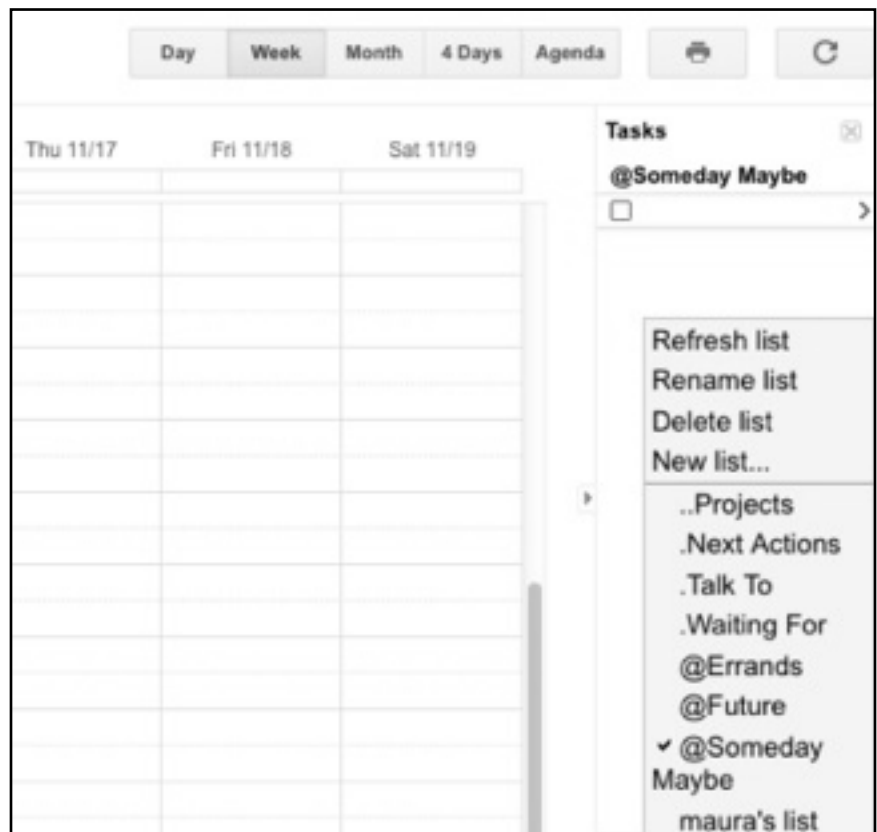 Day Week Month 4 Days Agenda
Thu 11/17 Fri 11/18 Sat 11/19
Tasks
@Someday Maybe
Refresh list
Rename list
Delete list
New list...
..Projects
.Next Actions
.Talk To
.Waiting For
@Errands
@Future
@Someday
Maybe
maura's list